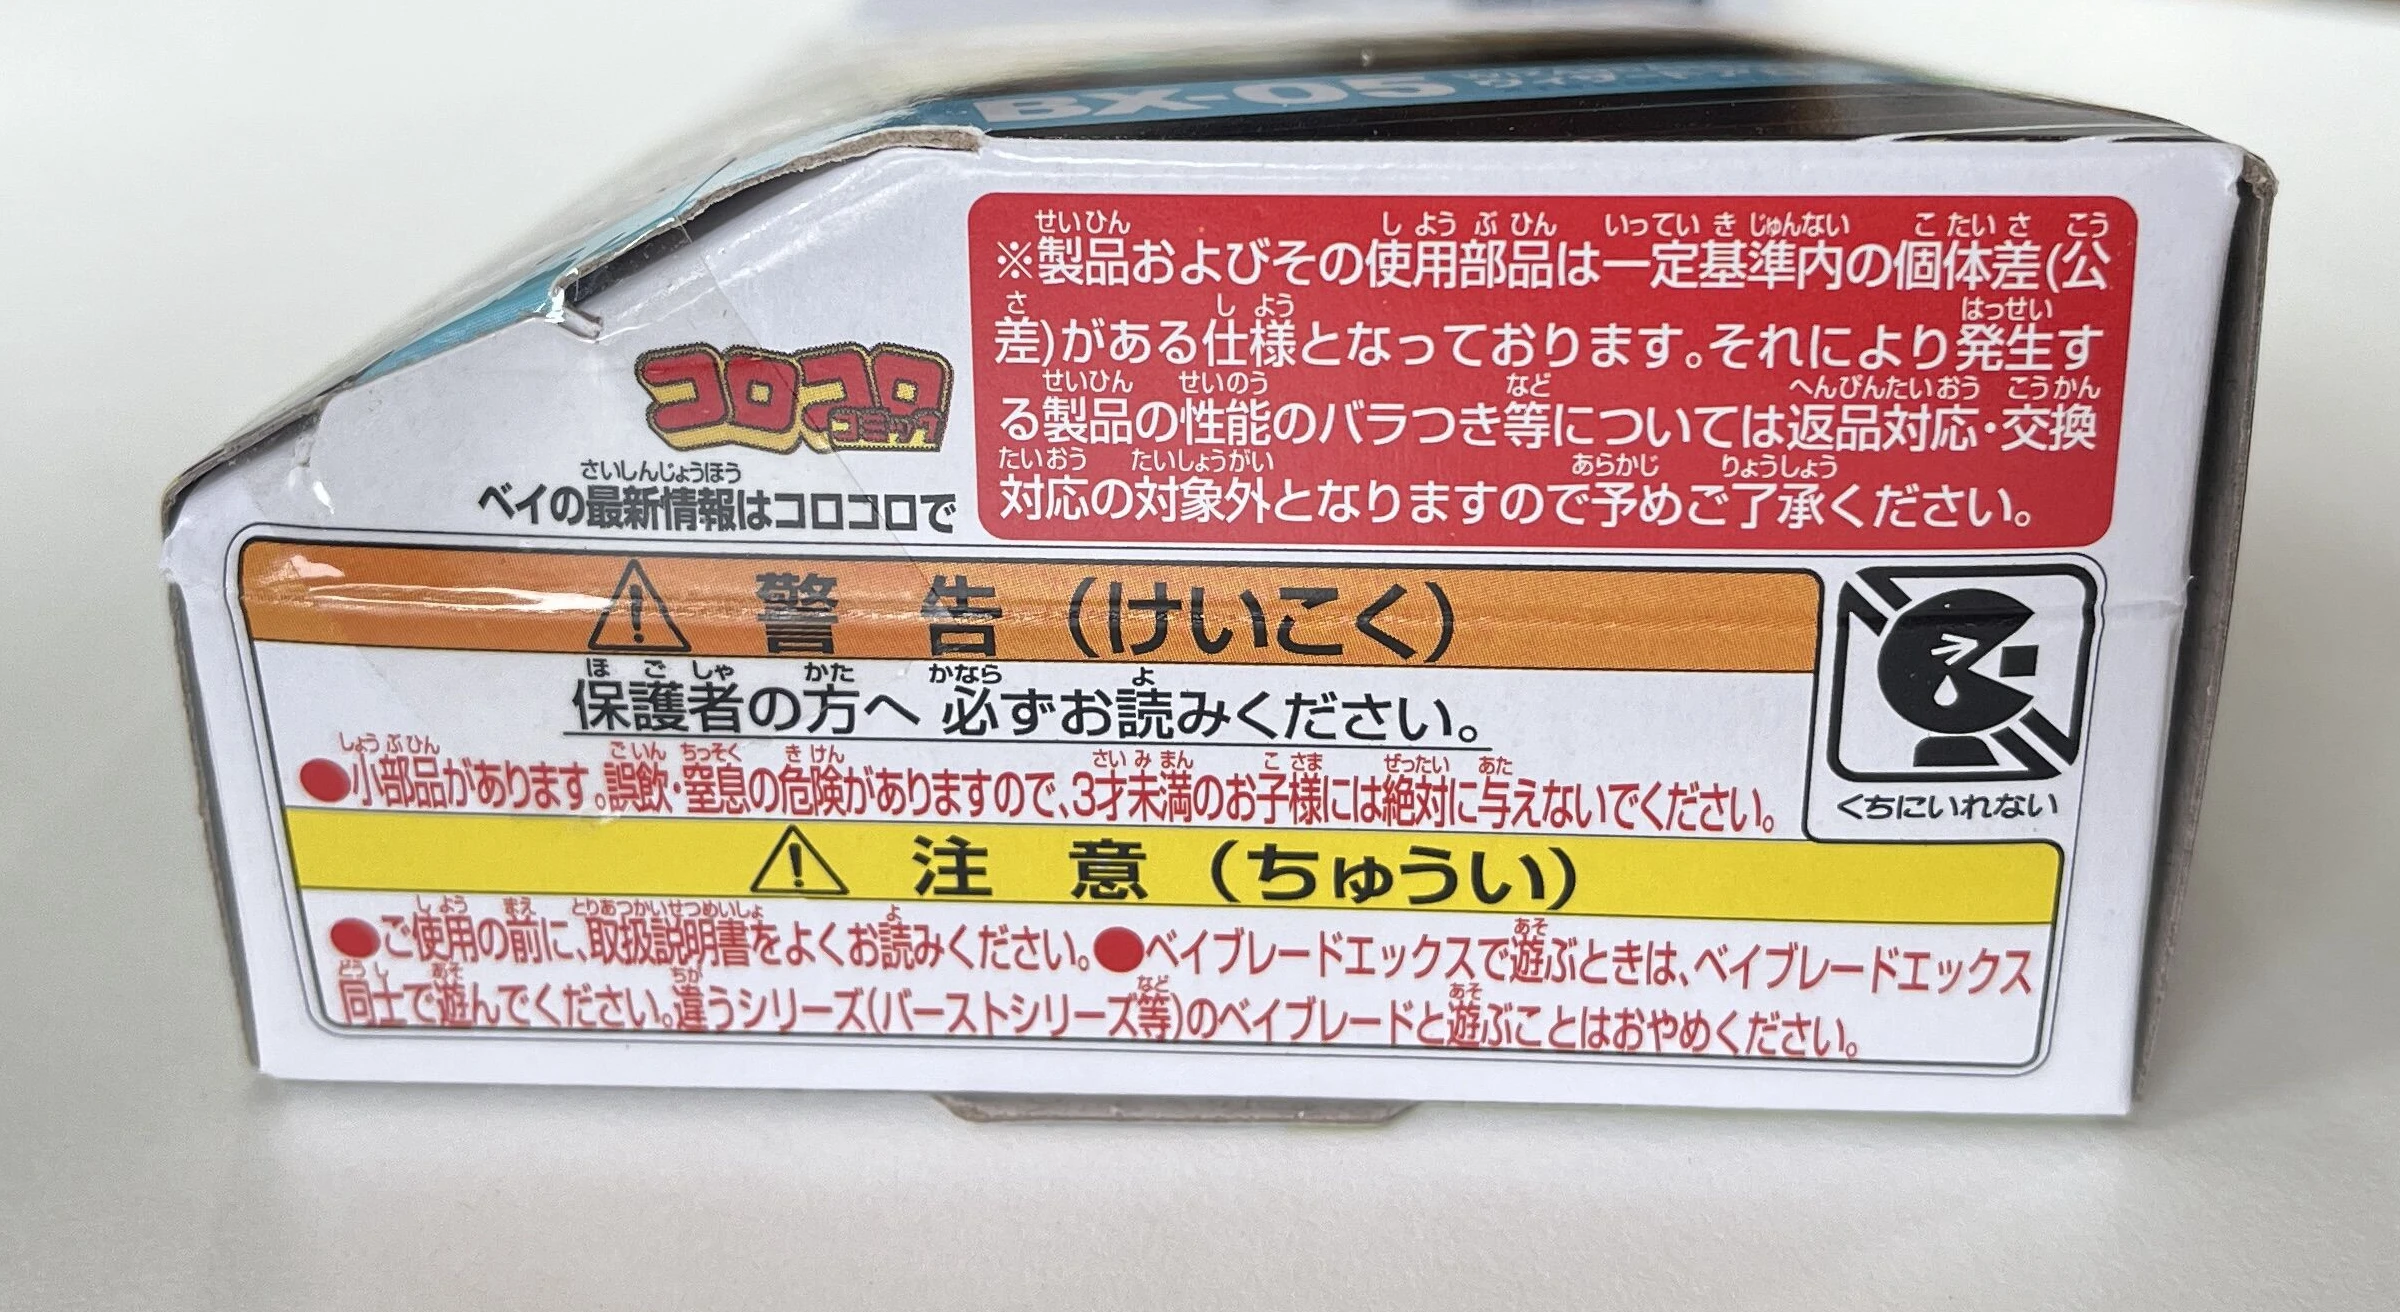 BX-05
せいひん しようぶひん いっていきじゅんない こたいさ こう
※製品およびその使用部品は一定基準内の個体差(公
さ しよう はっせい
差)がある仕様となっております。それにより発生す
せいひん せいのう など へんぴんたいおう こうかん
る製品の性能のバラつき等については返品対応・交換
たいおう たいしょうがい あらかじ りょうしょう
対応の対象外となりますので予めご了承ください。
コロコロ
コミック
さいしんじょうほう
ベイの最新情報はコロコロで
警告(けいこく)
ほごしゃ かた かなら よ
保護者の方へ 必ずお読みください。
しょうぶひん ごいん ちっそく きけん さいみまん こさま ぜったい あた
●小部品があります。誤飲・窒息の危険がありますので、3才未満のお子様には絶対に与えないでください。
くちにいれない
注意(ちゅうい)
しよう まえ とりあつかいせつめいしょ よ あそ
●ご使用の前に、取扱説明書をよくお読みください。●ベイブレードエックスで遊ぶときは、ベイブレードエックス
どうし あそ ちが など あそ
同士で遊んでください。違うシリーズ(バーストシリーズ等)のベイブレードと遊ぶことはおやめください。